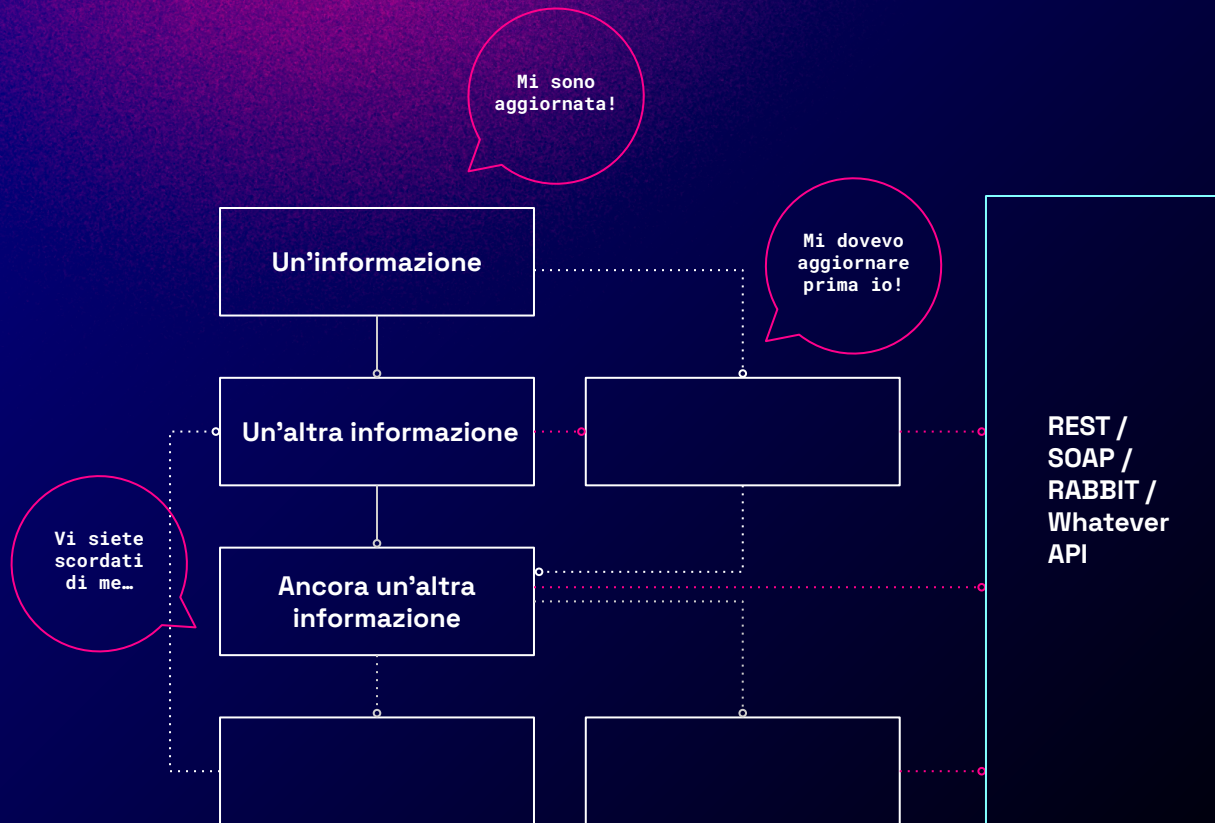 Mi sono
aggiornata!
Un’informazione
Mi dovevo
aggiornare
prima io!
Un’altra informazione
REST /
SOAP /
RABBIT /
Whatever
API
Vi siete
scordati
di me…
Ancora un’altra
informazione